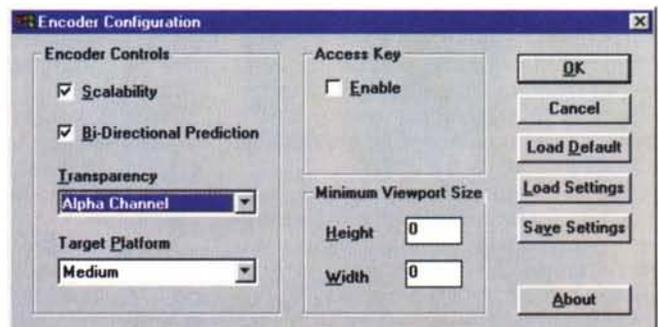 Encoder Configuration
Encoder Controls
Scalability
Bi-Directional Prediction
Transparency
Alpha Channel
Target Platform
Medium
Access Key
Enable
Minimum Viewport Size
Height 0
Width 0
OK
Cancel
Load Default
Load Settings
Save Settings
About